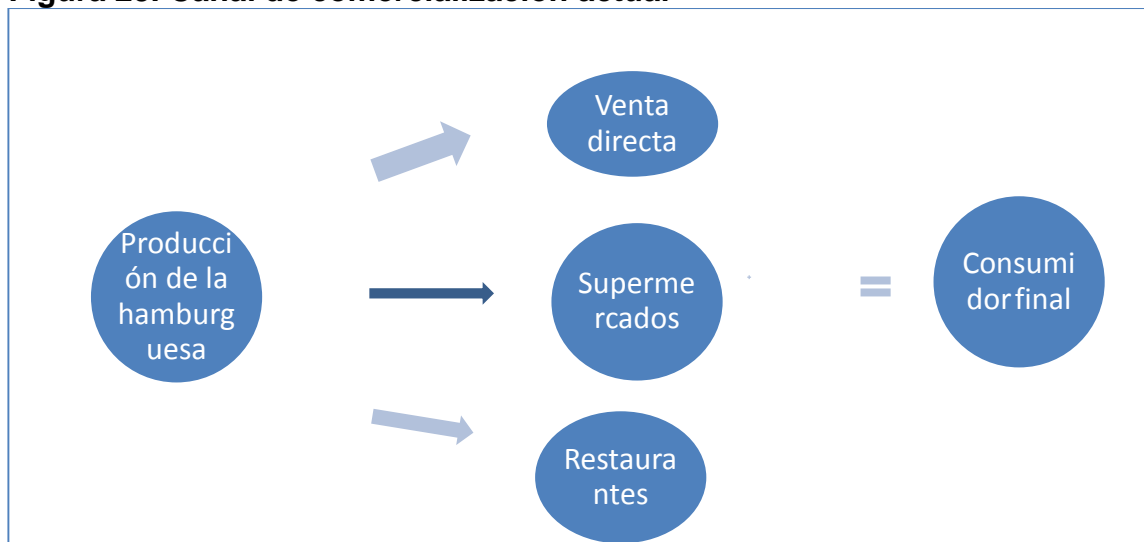 Venta
directa
Producci
ón de la
hamburg
uesa
Superme
rcados
Consumi
dor final
Restaura
ntes